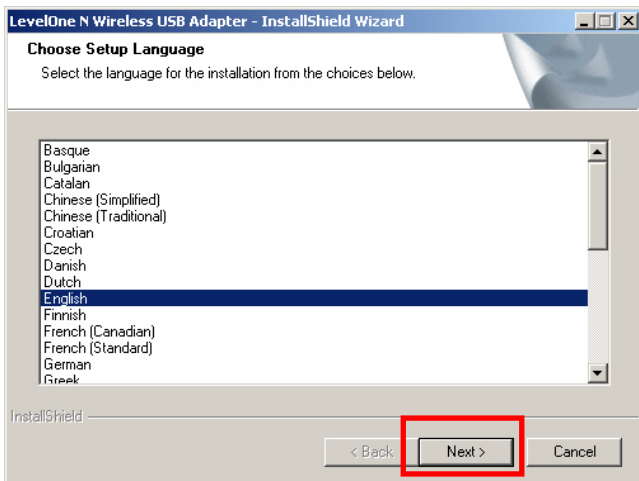 LevelOne N Wireless USB Adapter - InstallShield Wizard
Choose Setup Language
Select the language for the installation from the choices below.
Basque
Bulgarian
Catalan
Chinese (Simplified)
Chinese (Traditional)
Croatian
Czech
Danish
Dutch
English
Finnish
French (Canadian)
French (Standard)
German
Greek
InstallShield
< Back Next > Cancel